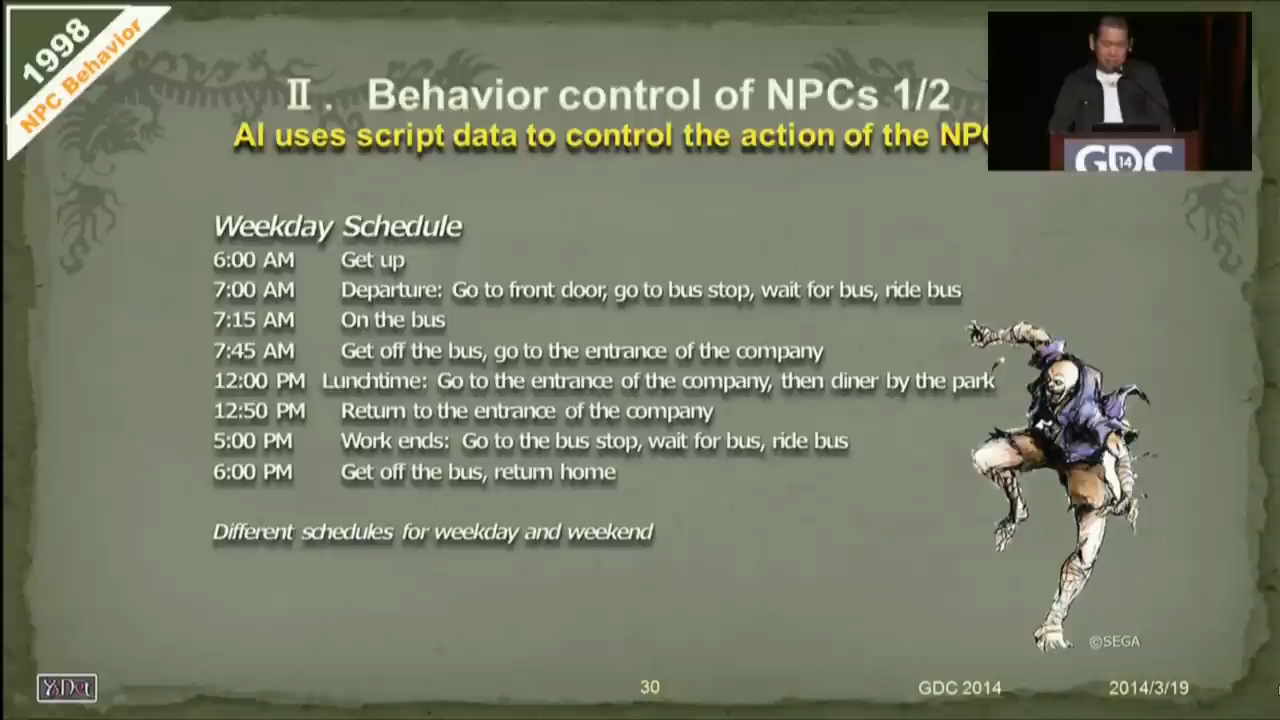 1998
NPC Behavior
Ⅱ． Behavior control of NPCs 1/2
AI uses script data to control the action of the
GDC
14
Weekday Schedule
6:00 AM Get up
7:00 AM Departure: Go to front door, go to bus stop, wait for bus, ride bus
7:15 AM On the bus
7:45 AM Get off the bus, go to the entrance of the company
12:00 PM Lunchtime: Go to the entrance of the company, then diner by the park
12:50 PM Return to the entrance of the company
5:00 PM Work ends: Go to the bus stop, wait for bus, ride bus
6:00 PM Get off the bus, return home
Different schedules for weekday and weekend
©SEGA
30
GDC 2014
2014/3/19